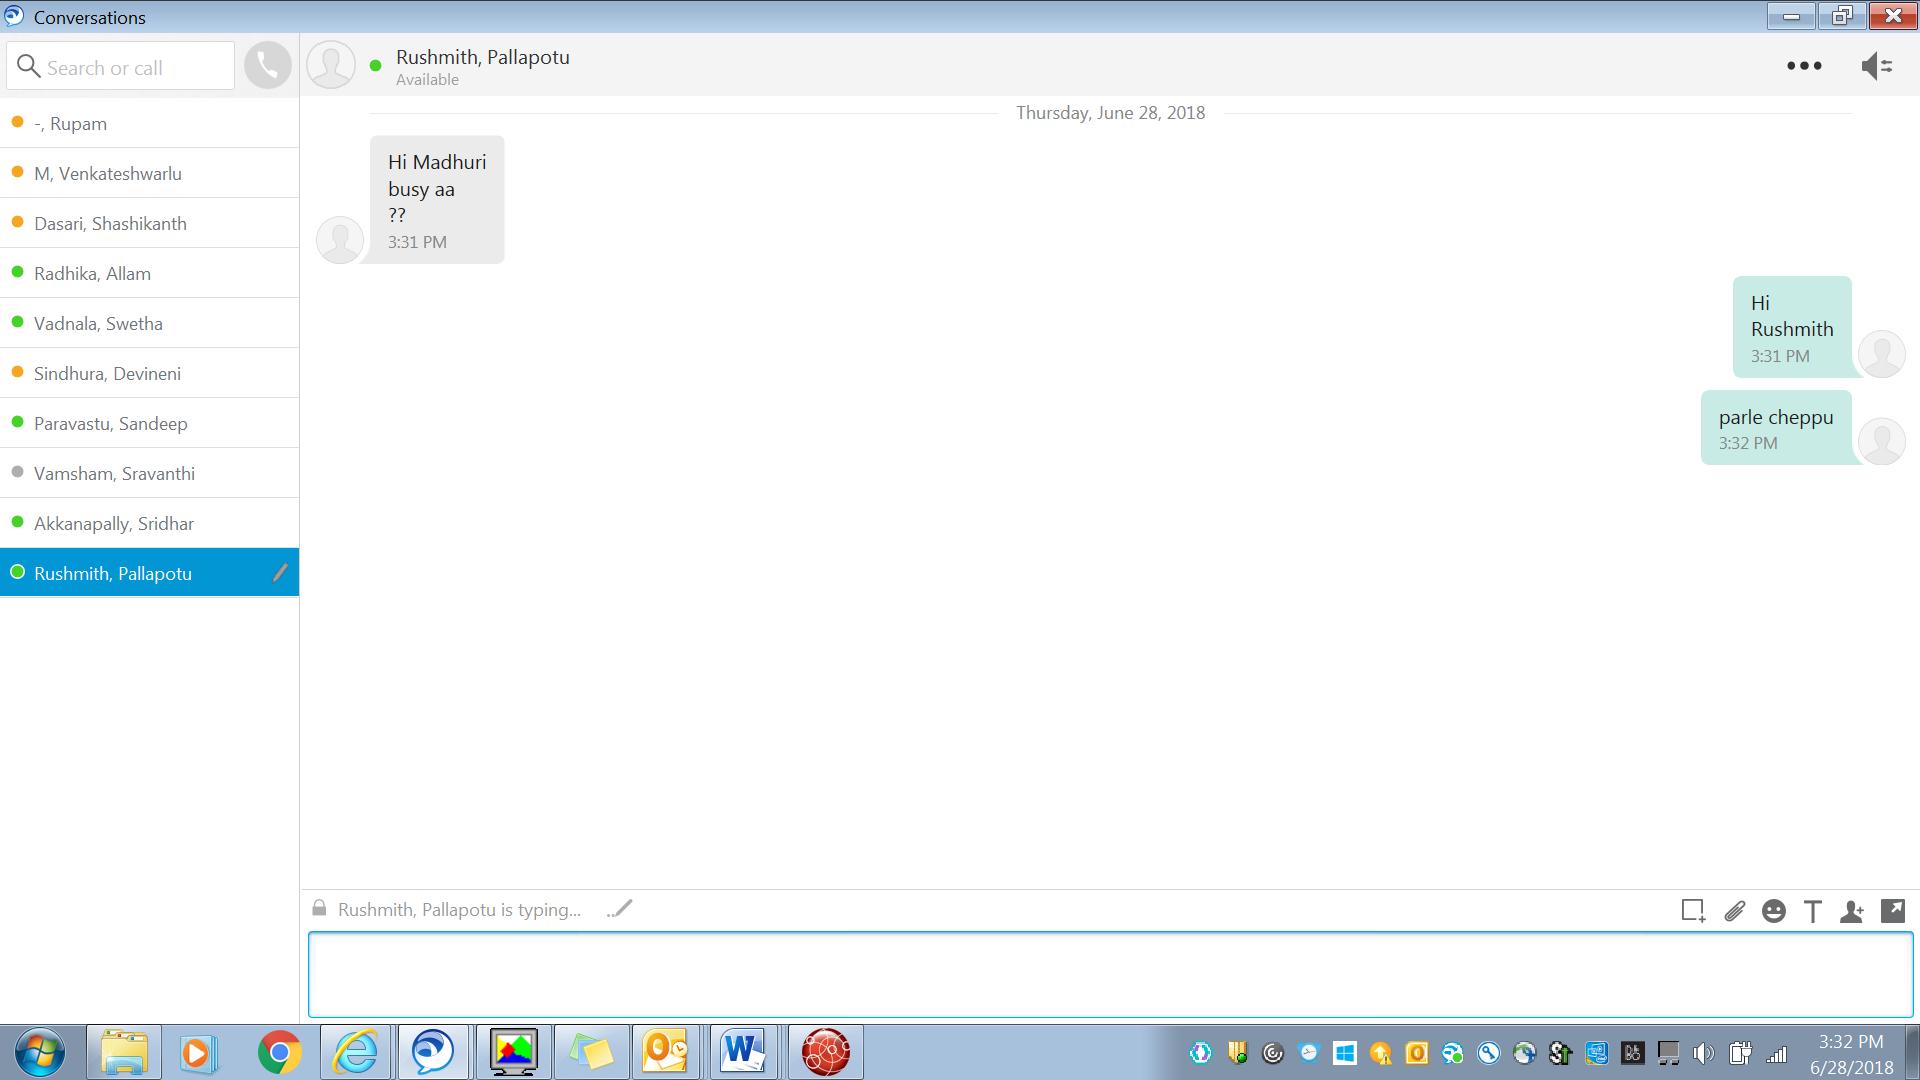 Conversations
Search or call
-, Rupam
M, Venkateshwarlu
Dasari, Shashikanth
Radhika, Allam
Vadnala, Swetha
Sindhura, Devineni
Paravastu, Sandeep
Vamsham, Sravanthi
Akkanapally, Sridhar
Rushmith, Pallapotu
Rushmith, Pallapotu
Available
Thursday, June 28, 2018
Hi Madhuri
busy aa
??
3:31 PM
Hi
Rushmith
3:31 PM
parle cheppu
3:32 PM
Rushmith, Pallapotu is typing...
3:32 PM
6/28/2018